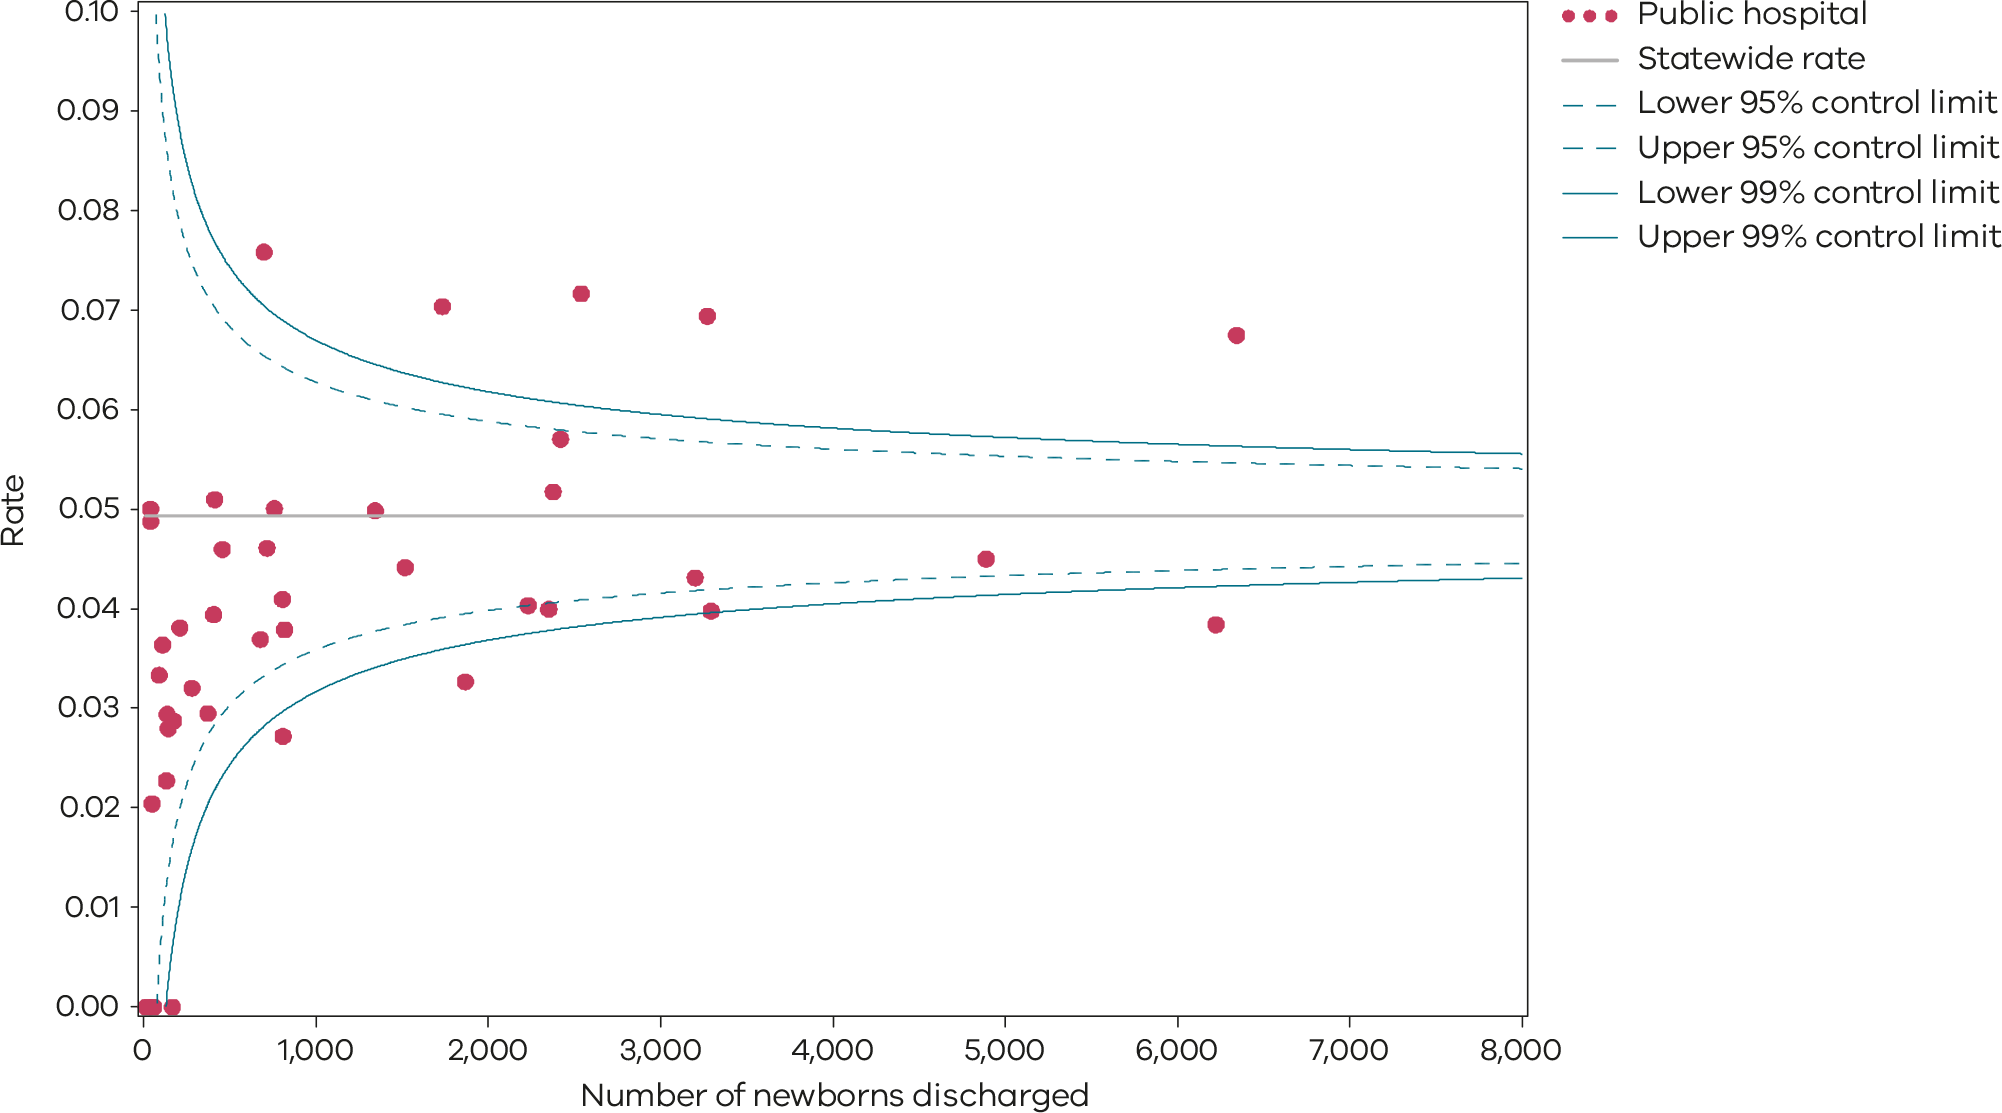 0.10
0.09
0.08
0.07
0.06
0.05
0.04
0.03
0.02
0.01
0.00
Rate
0 1,000 2,000 3,000 4,000 5,000 6,000 7,000 8,000
Number of newborns discharged
Public hospital
Statewide rate
Lower 95% control limit
Upper 95% control limit
Lower 99% control limit
Upper 99% control limit